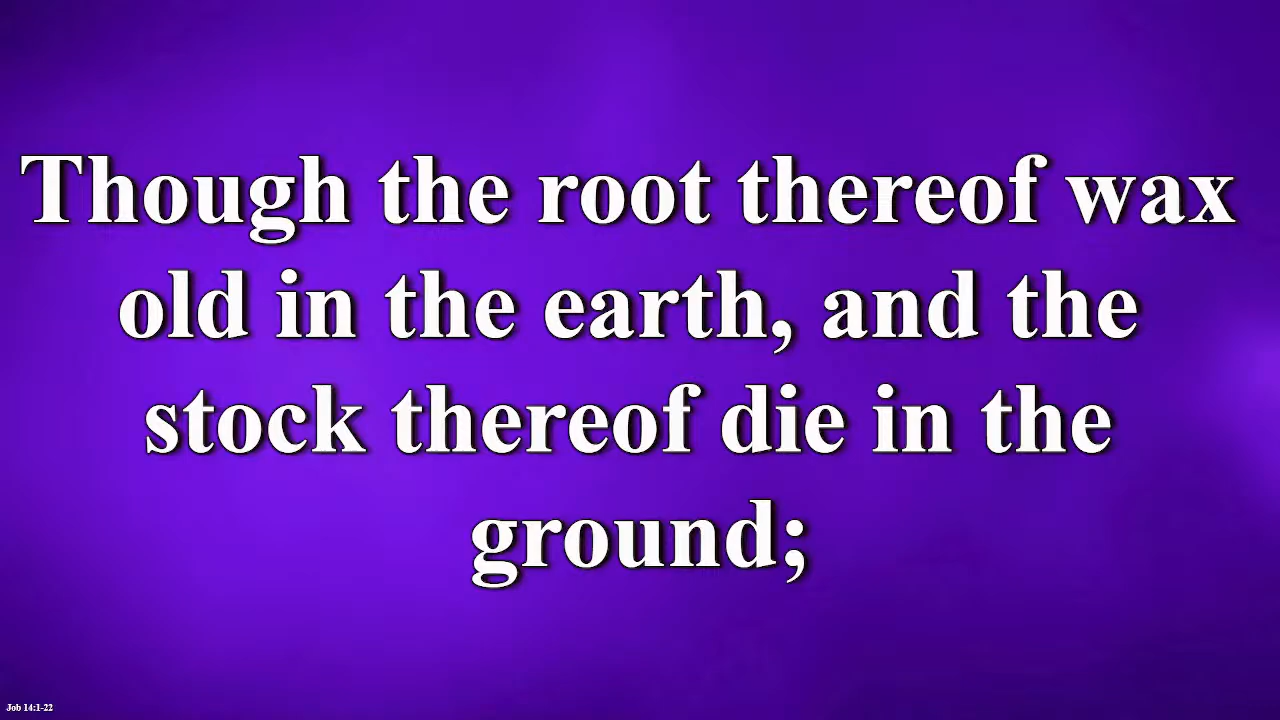 Though the root thereof wax
old in the earth, and the
stock thereof die in the
ground;
Job 14:1-22